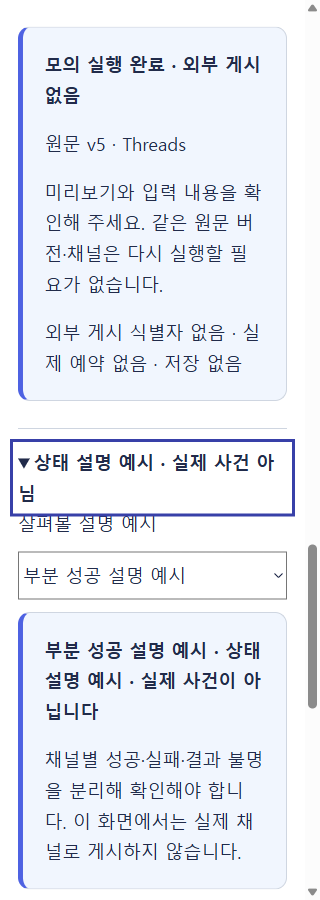 모의 실행 완료 · 외부 게시
없음
원문 v5 · Threads
미리보기와 입력 내용을 확
인해 주세요. 같은 원문 버
전·채널은 다시 실행할 필
요가 없습니다.
외부 게시 식별자 없음 · 실
제 예약 없음 · 저장 없음
▼상태 설명 예시 · 실제 사건 아
님
살펴볼 설명 예시
부분 성공 설명 예시
부분 성공 설명 예시 · 상태
설명 예시 · 실제 사건이 아
닙니다
채널별 성공·실패·결과 불명
을 분리해 확인해야 합니
다. 이 화면에서는 실제 채
널로 게시하지 않습니다.